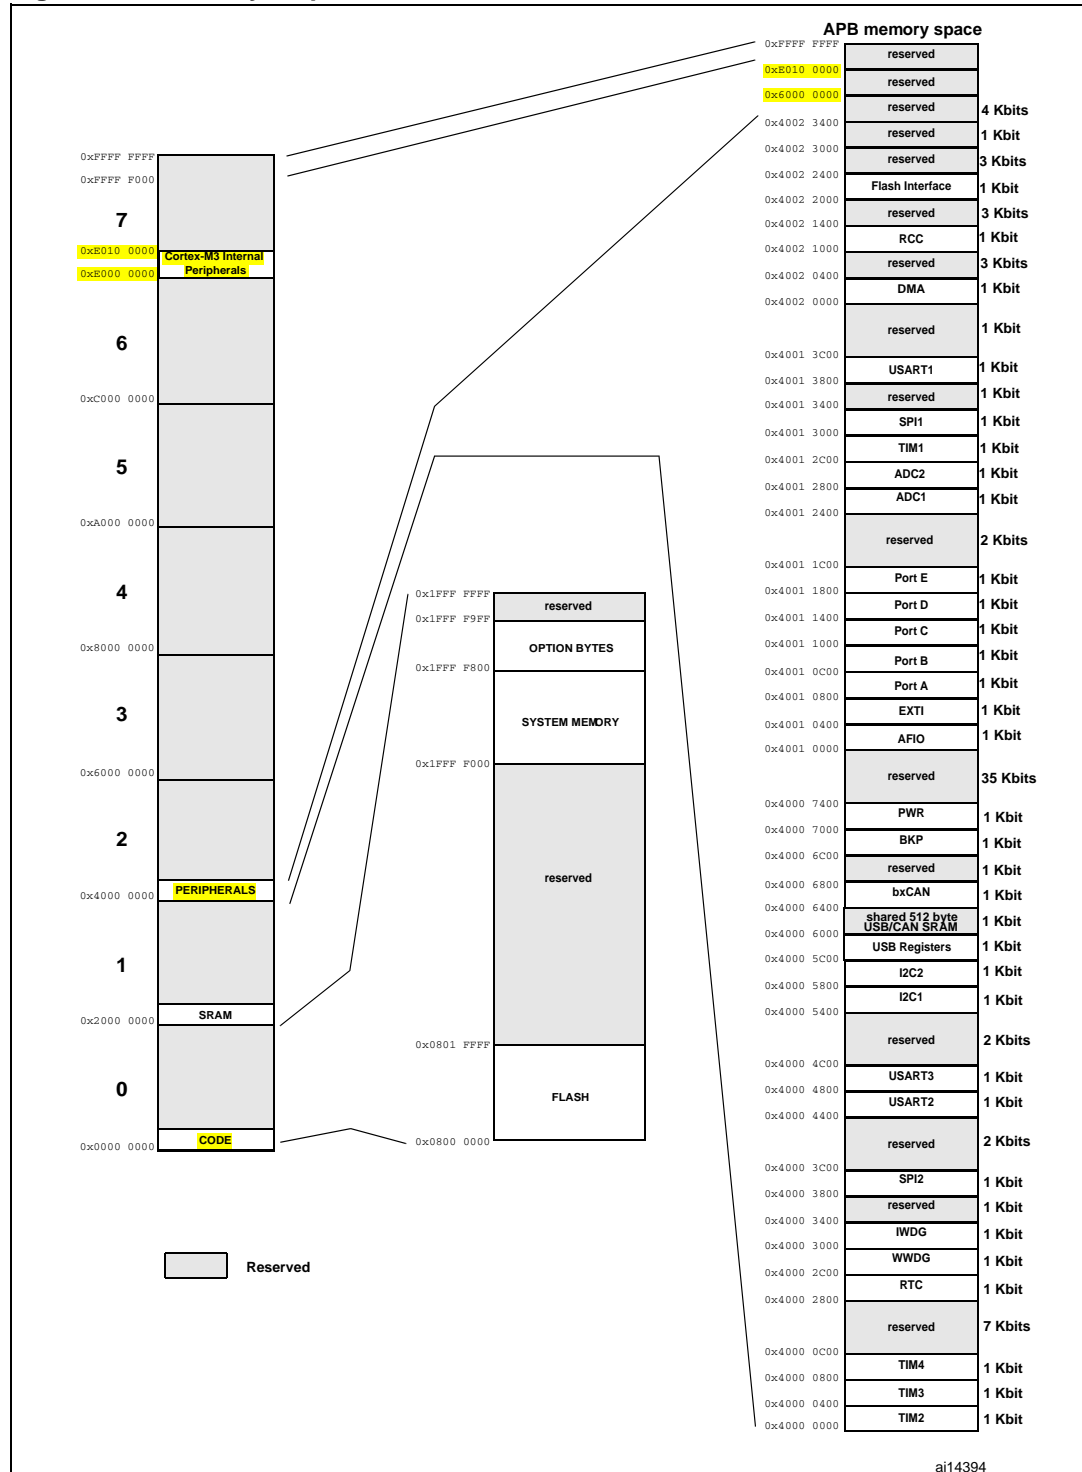 APB memory space
0xFFFF FFFF
reserved
0xE010 0000
reserved
0x6000 0000
reserved
4 Kbits
0x4002 3400
reserved
1 Kbit
0x4002 3000
reserved
3 Kbits
0x4002 2400
Flash Interface
1 Kbit
0x4002 2000
reserved
3 Kbits
0x4002 1400
RCC
1 Kbit
0x4002 1000
reserved
3 Kbits
0x4002 0400
DMA
1 Kbit
0x4002 0000
reserved
1 Kbit
0x4001 3C00
USART1
1 Kbit
0x4001 3800
reserved
1 Kbit
0x4001 3400
SPI1
1 Kbit
0x4001 3000
TIM1
1 Kbit
0x4001 2C00
ADC2
1 Kbit
0x4001 2800
ADC1
1 Kbit
0x4001 2400
reserved
2 Kbits
0x4001 1C00
Port E
1 Kbit
0x4001 1800
Port D
1 Kbit
0x4001 1400
Port C
1 Kbit
0x4001 1000
Port B
1 Kbit
0x4001 0C00
Port A
1 Kbit
0x4001 0800
EXTI
1 Kbit
0x4001 0400
AFIO
1 Kbit
0x4001 0000
reserved
35 Kbits
0x4000 7400
PWR
1 Kbit
0x4000 7000
BKP
1 Kbit
0x4000 6C00
reserved
1 Kbit
0x4000 6800
bxCAN
1 Kbit
0x4000 6400
shared 512 byte
USB/CAN SRAM
1 Kbit
0x4000 6000
USB Registers
1 Kbit
0x4000 5C00
I2C2
1 Kbit
0x4000 5800
I2C1
1 Kbit
0x4000 5400
reserved
2 Kbits
0x4000 4C00
USART3
1 Kbit
0x4000 4800
USART2
1 Kbit
0x4000 4400
reserved
2 Kbits
0x4000 3C00
SPI2
1 Kbit
0x4000 3800
reserved
1 Kbit
0x4000 3400
IWDG
1 Kbit
0x4000 3000
WWDG
1 Kbit
0x4000 2C00
RTC
1 Kbit
0x4000 2800
reserved
7 Kbits
0x4000 0C00
TIM4
1 Kbit
0x4000 0800
TIM3
1 Kbit
0x4000 0400
TIM2
1 Kbit
0x4000 0000
0xFFFF FFFF
0xFFFF F000
7
0xE010 0000
Cortex-M3 Internal
Peripherals
0xE000 0000
6
0xC000 0000
5
0xA000 0000
4
0x8000 0000
3
0x6000 0000
2
PERIPHERALS
0x4000 0000
1
SRAM
0x2000 0000
0
CODE
0x0000 0000
0x1FFF FFFF
reserved
0x1FFF F9FF
OPTION BYTES
0x1FFF F800
SYSTEM MEMORY
0x1FFF F000
reserved
0x0801 FFFF
FLASH
0x0800 0000
Reserved
ai14394